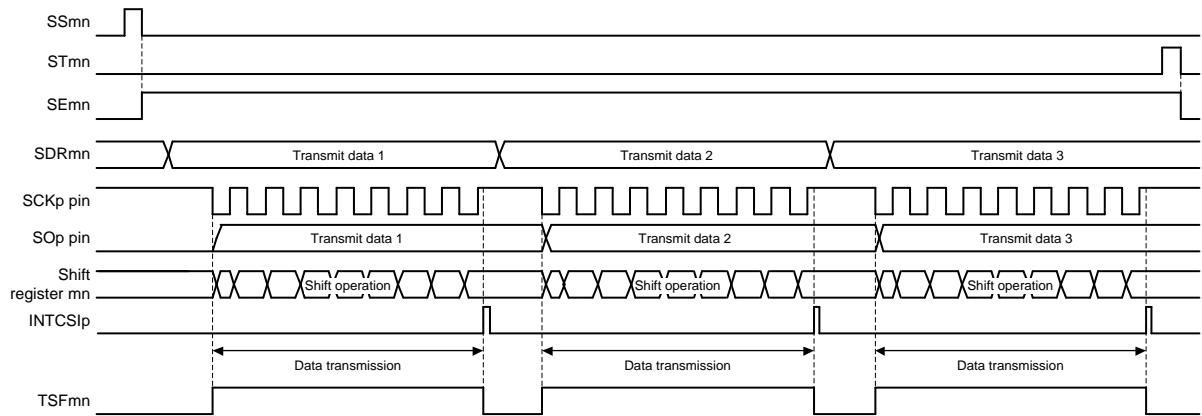 SSmn
STmn
SEmn
SDRmn Transmit data 1 Transmit data 2 Transmit data 3
SCKp pin
SOp pin Transmit data 1 Transmit data 2 Transmit data 3
Shift
register mn Shift operation Shift operation Shift operation
INTCSIp
Data transmission Data transmission Data transmission
TSFmn